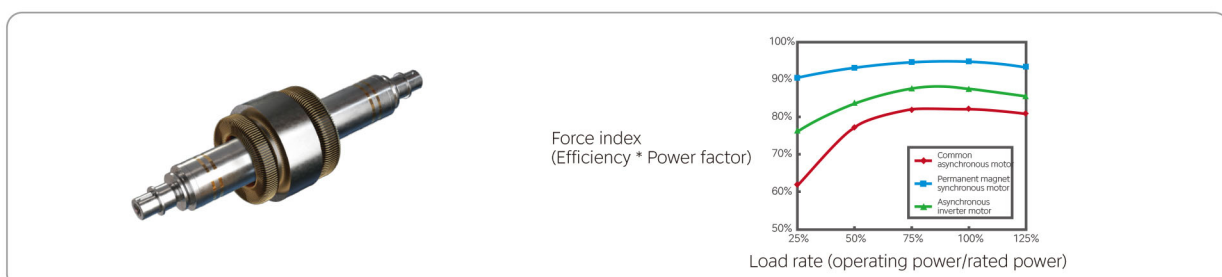 Force index
(Efficiency * Power factor)
100%
90%
80%
70%
60%
50%
Common
asynchronous motor
Permanent magnet
synchronous motor
Asynchronous
inverter motor
25%
50%
75%
100%
125%
Load rate (operating power/rated power)